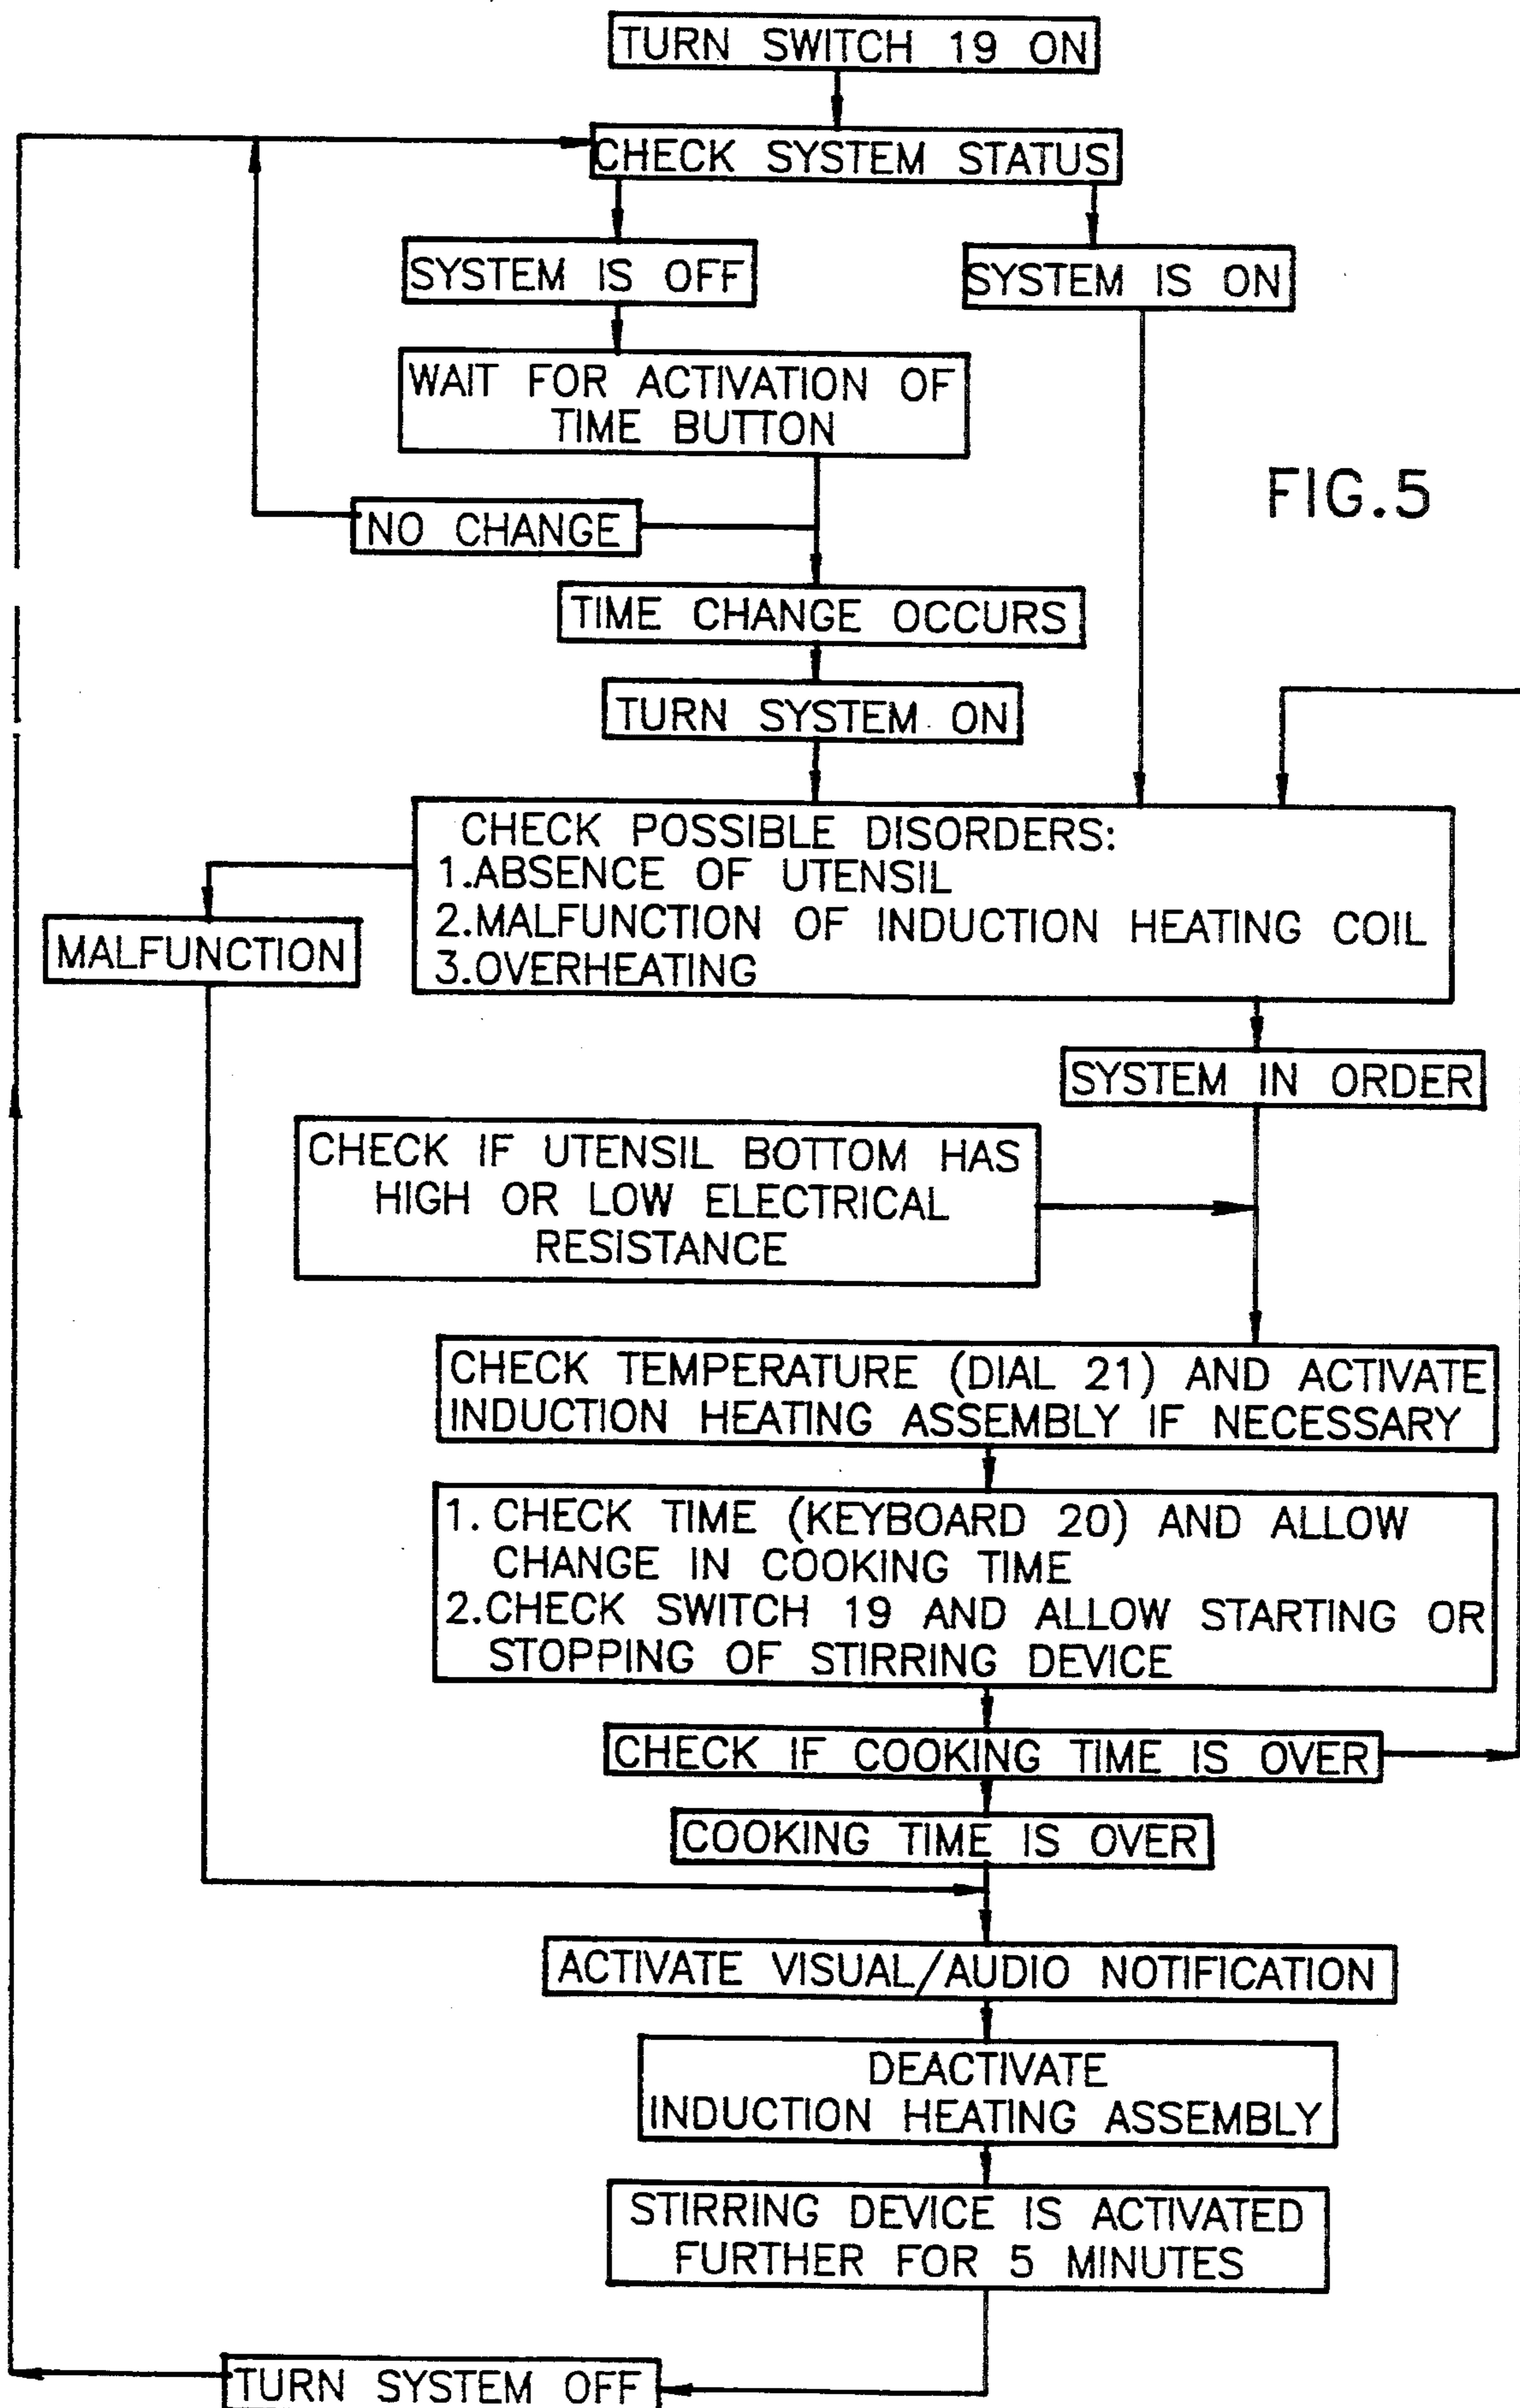 TURN SWITCH 19 ON
CHECK SYSTEM STATUS
SYSTEM IS OFF
SYSTEM IS ON
WAIT FOR ACTIVATION OF
TIME BUTTON
FIG.5
NO CHANGE
TIME CHANGE OCCURS
TURN SYSTEM ON
CHECK POSSIBLE DISORDERS:
1.ABSENCE OF UTENSIL
2.MALFUNCTION OF INDUCTION HEATING COIL
3.OVERHEATING
MALFUNCTION
SYSTEM IN ORDER
CHECK IF UTENSIL BOTTOM HAS
HIGH OR LOW ELECTRICAL
RESISTANCE
CHECK TEMPERATURE (DIAL 21) AND ACTIVATE
INDUCTION HEATING ASSEMBLY IF NECESSARY
1. CHECK TIME (KEYBOARD 20) AND ALLOW
CHANGE IN COOKING TIME
2.CHECK SWITCH 19 AND ALLOW STARTING OR
STOPPING OF STIRRING DEVICE
CHECK IF COOKING TIME IS OVER
COOKING TIME IS OVER
ACTIVATE VISUAL/AUDIO NOTIFICATION
DEACTIVATE
INDUCTION HEATING ASSEMBLY
STIRRING DEVICE IS ACTIVATED
FURTHER FOR 5 MINUTES
TURN SYSTEM OFF